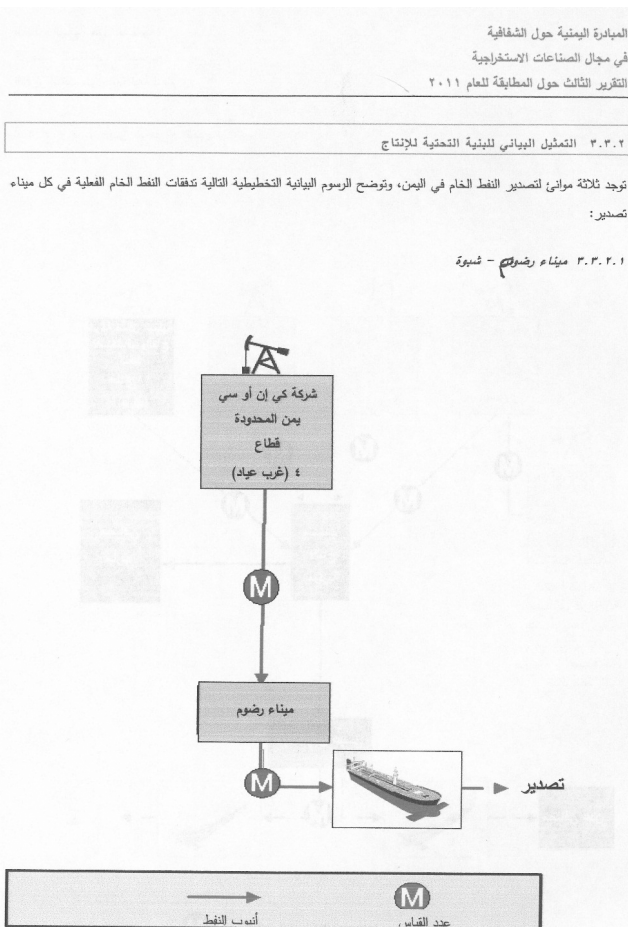 المبادرة اليمنية حول الشفافية
في مجال الصناعات الاستخراجية
التقرير الثالث حول المطابقة للعام ٢٠١١
٣.٣.٢ التمثيل البياني للبنية التحتية للإنتاج
توجد ثلاثة موانئ لتصدير النفط الخام في اليمن، وتوضح الرسوم البيانية التخطيطية التالية تدفقات النفط الخام الفعلية في كل ميناء
تصدير:
٣.٣.٢.١ ميناء رضوم - شبوة
شركة كي إن أو سي
يمن المحدودة
قطاع
٤ (غرب عياد)
M
ميناء رضوم
M
تصدير
M
عدد القياس
أنبوب النفط